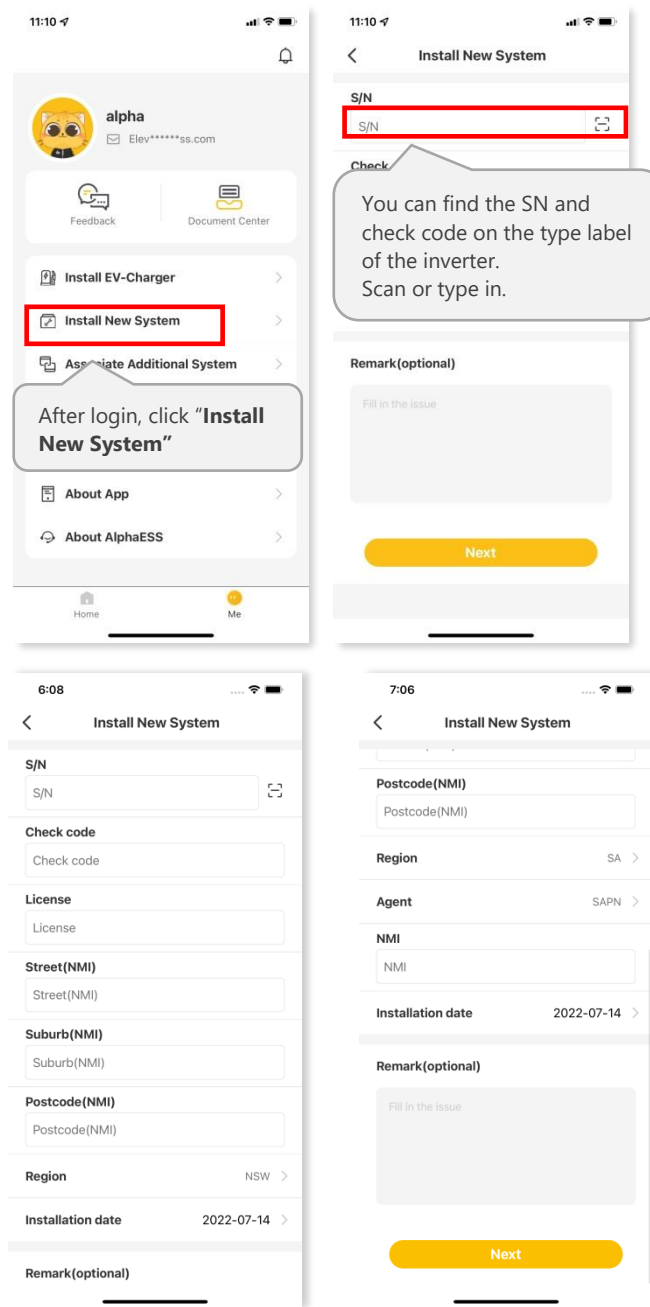 11:10
alpha
Elev******ss.com
Feedback
Document Center
Install EV-Charger
Install New System
Associate Additional System
After login, click “Install
New System”
About App
About AlphaESS
Home
Me
11:10
Install New System
S/N
S/N
Check
You can find the SN and
check code on the type label
of the inverter.
Scan or type in.
Remark(optional)
Fill in the issue
Next
6:08
Install New System
S/N
S/N
Check code
Check code
License
License
Street(NMI)
Street(NMI)
Suburb(NMI)
Suburb(NMI)
Postcode(NMI)
Postcode(NMI)
Region
NSW
Installation date
2022-07-14
Remark(optional)
7:06
Install New System
Postcode(NMI)
Postcode(NMI)
Region
SA
Agent
SAPN
NMI
NMI
Installation date
2022-07-14
Remark(optional)
Fill in the issue
Next